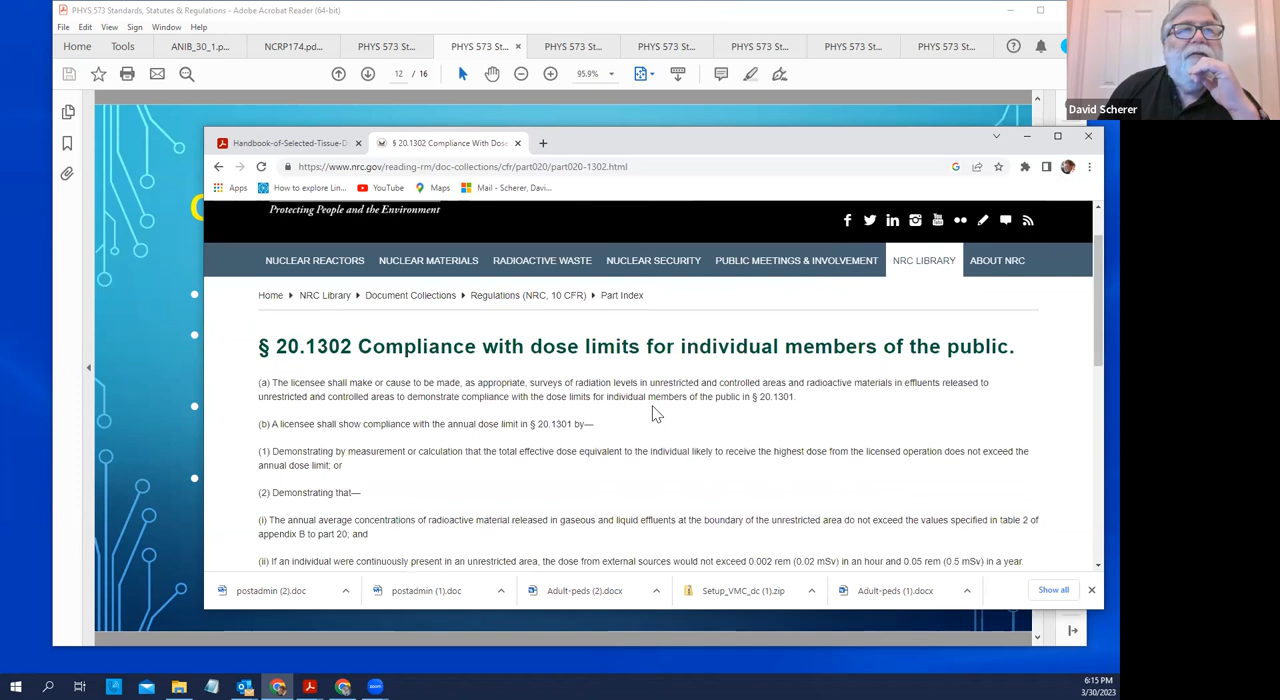 PHYS 573 Standards, Statutes & Regulations - Adobe Acrobat Reader (64-bit)
File Edit View Sign Window Help
Home Tools ANIB_30_1.p... NCRP174.pd... PHYS 573 St... PHYS 573 St... × PHYS 573 St... PHYS 573 St... PHYS 573 St... PHYS 573 St... PHYS 573 St...
12 / 16 95.9%
David Scherer
Handbook-of-Selected-Tissue-D × § 20.1302 Compliance With Dose × +
https://www.nrc.gov/reading-rm/doc-collections/cfr/part020/part020-1302.html
Apps How to explore Lin... YouTube Maps Mail - Scherer, Davi...
Protecting People and the Environment
NUCLEAR REACTORS NUCLEAR MATERIALS RADIOACTIVE WASTE NUCLEAR SECURITY PUBLIC MEETINGS & INVOLVEMENT NRC LIBRARY ABOUT NRC
Home NRC Library Document Collections Regulations (NRC, 10 CFR) Part Index
§ 20.1302 Compliance with dose limits for individual members of the public.
(a) The licensee shall make or cause to be made, as appropriate, surveys of radiation levels in unrestricted and controlled areas and radioactive materials in effluents released to
unrestricted and controlled areas to demonstrate compliance with the dose limits for individual members of the public in § 20.1301.
(b) A licensee shall show compliance with the annual dose limit in § 20.1301 by—
(1) Demonstrating by measurement or calculation that the total effective dose equivalent to the individual likely to receive the highest dose from the licensed operation does not exceed the
annual dose limit; or
(2) Demonstrating that—
(i) The annual average concentrations of radioactive material released in gaseous and liquid effluents at the boundary of the unrestricted area do not exceed the values specified in table 2 of
appendix B to part 20; and
(ii) If an individual were continuously present in an unrestricted area, the dose from external sources would not exceed 0.002 rem (0.02 mSv) in an hour and 0.05 rem (0.5 mSv) in a year.
postadmin (2).doc postadmin (1).doc Adult-peds (2).docx Setup_VMC_dc (1).zip Adult-peds (1).docx Show all ×
6:15 PM
3/30/2023